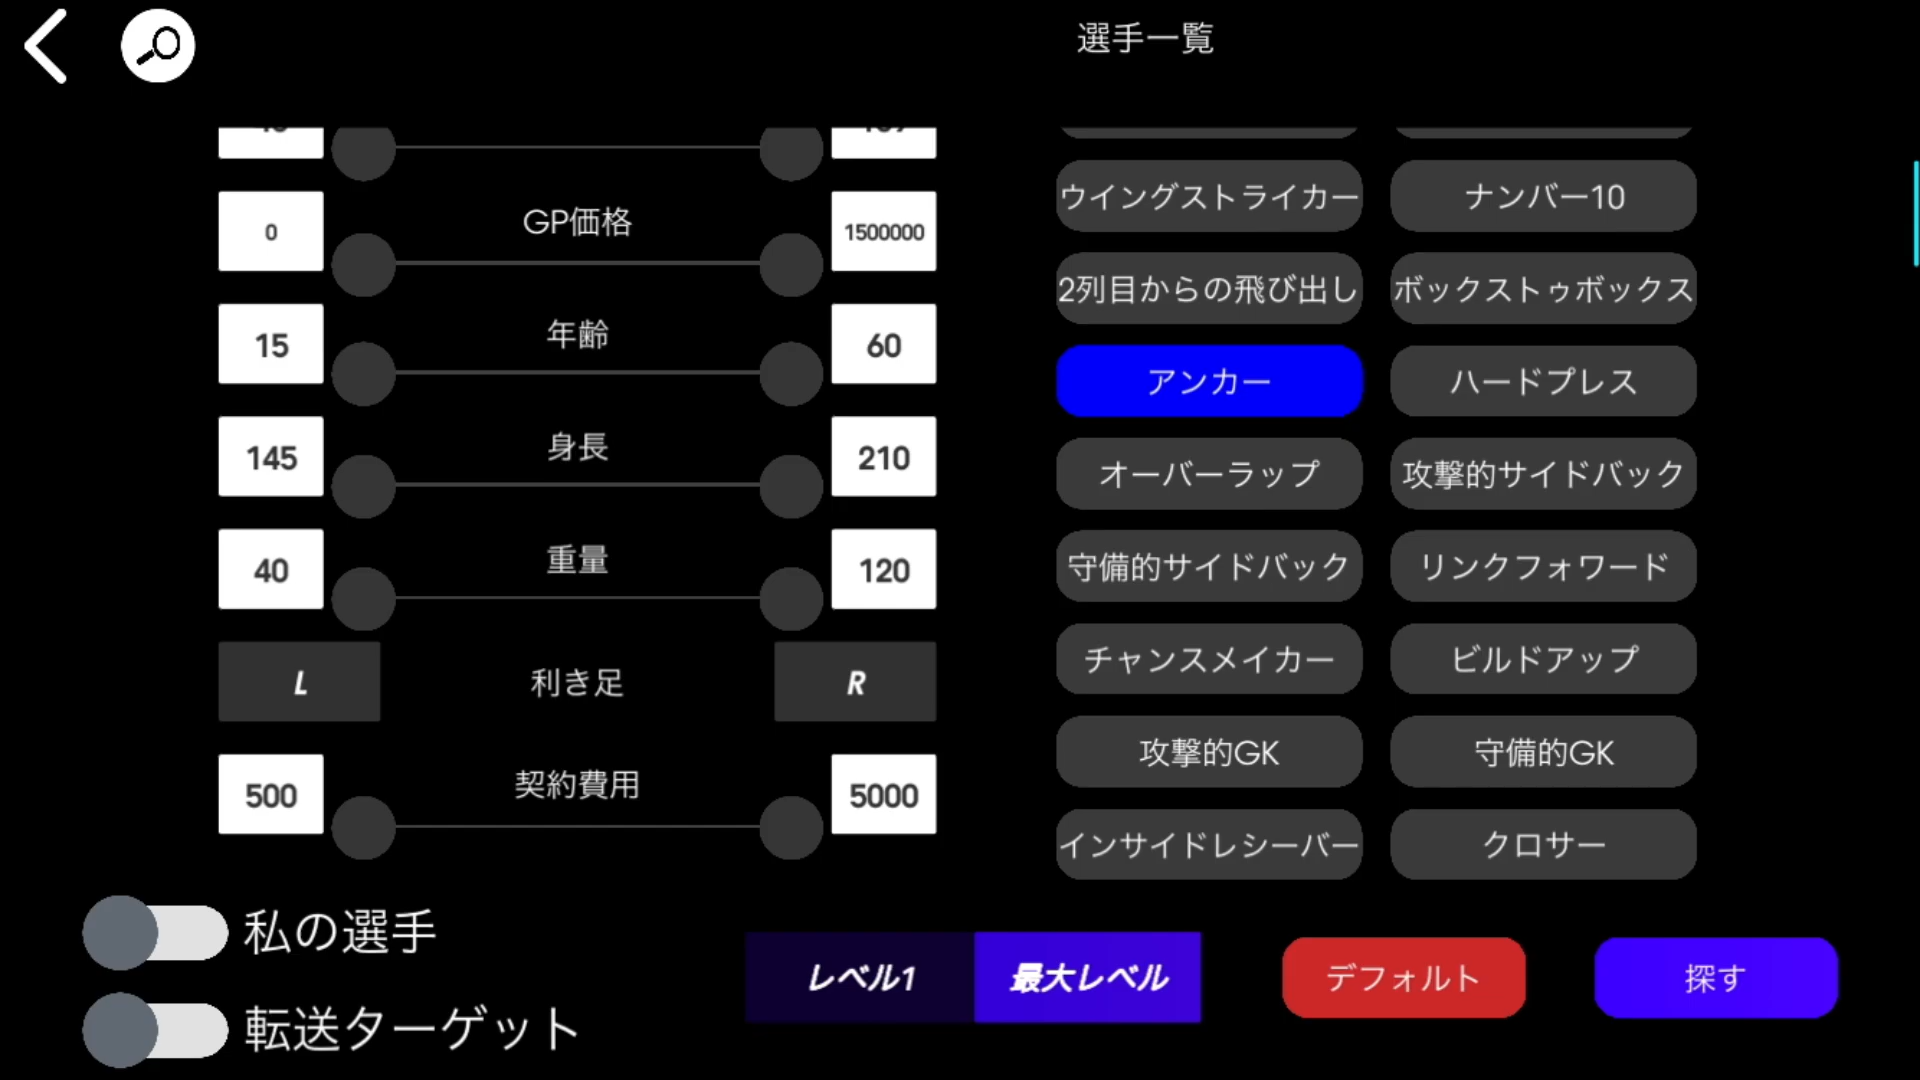 選手一覧
0
GP価格
1500000
15
年齢
60
145
身長
210
40
重量
120
L
利き足
R
500
契約費用
5000
ウイングストライカー
ナンバー10
2列目からの飛び出し
ボックストゥボックス
アンカー
ハードプレス
オーバーラップ
攻撃的サイドバック
守備的サイドバック
リンクフォワード
チャンスメイカー
ビルドアップ
攻撃的GK
守備的GK
インサイドレシーバー
クロサー
私の選手
転送ターゲット
レベル1
最大レベル
デフォルト
探す